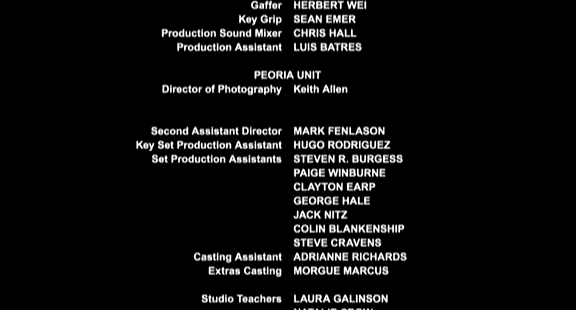 Gaffer HERBERT WEI
Key Grip SEAN EMER
Production Sound Mixer CHRIS HALL
Production Assistant LUIS BATRES
PEORIA UNIT
Director of Photography Keith Allen
Second Assistant Director MARK FENLASON
Key Set Production Assistant HUGO RODRIGUEZ
Set Production Assistants STEVEN R. BURGESS
PAIGE WINBURNE
CLAYTON EARP
GEORGE HALE
JACK NITZ
COLIN BLANKENSHIP
STEVE CRAVENS
Casting Assistant ADRIANNE RICHARDS
Extras Casting MORGUE MARCUS
Studio Teachers LAURA GALINSON